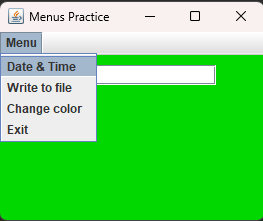 Menus Practice
Menu
Date & Time
Write to file
Change color
Exit